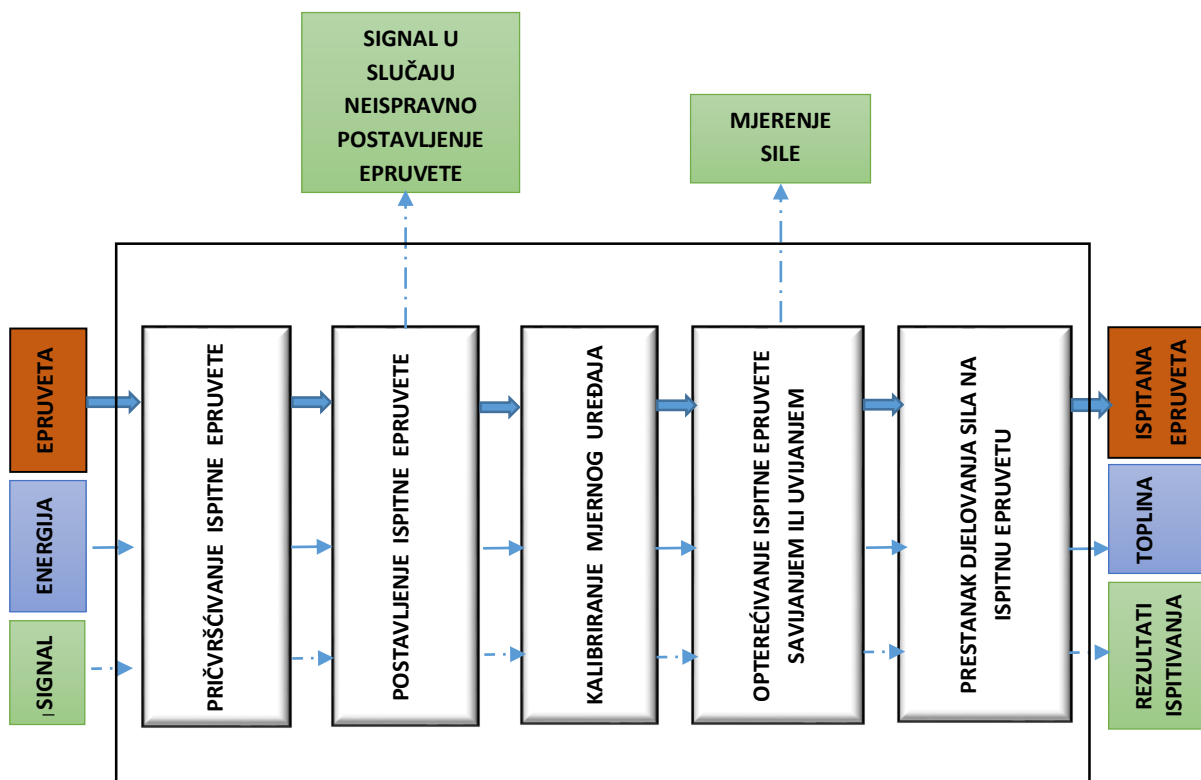 SIGNAL U
SLUČAJU
NEISPRAVNO
POSTAVLJENJE
EPRUVETE
MJERENJE
SILE
EPRUVETA
ENERGIJA
SIGNAL
PRIČVRŠĆIVANJE ISPITNE EPRUVETE
POSTAVLJENJE ISPITNE EPRUVETE
KALIBRIRANJE MJERNOG UREĐAJA
OPTEREĆIVANJE ISPITNE EPRUVETE
SAVIJANJEM ILI UVIJANJEM
PRESTANAK DJELOVANJA SILA NA
ISPITNU EPRUVETU
ISPITANA
EPRUVETA
TOPLINA
REZULTATI
ISPITIVANJA